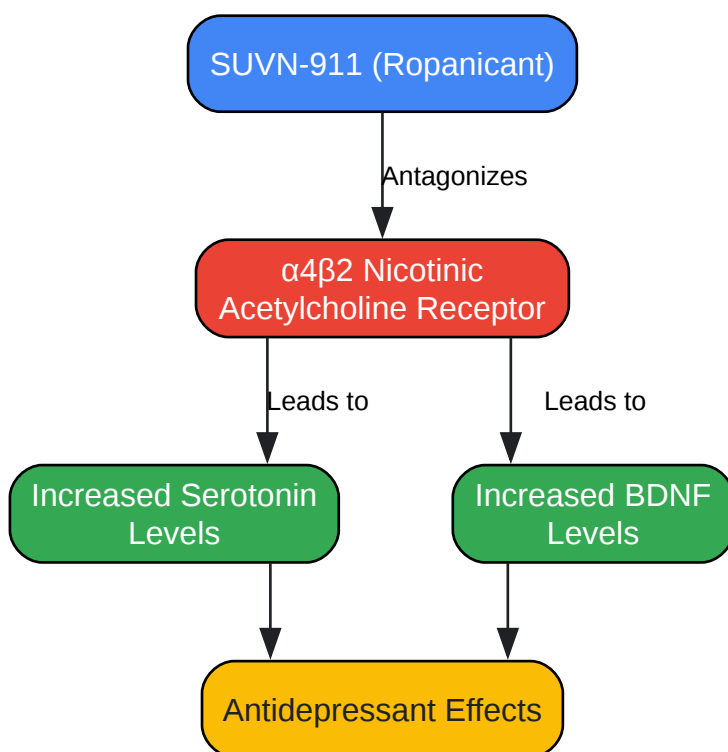 SUVN-911 (Ropanicant)
Antagonizes
α4β2 Nicotinic
Acetylcholine Receptor
Leads to
Leads to
Increased Serotonin
Levels
Increased BDNF
Levels
Antidepressant Effects